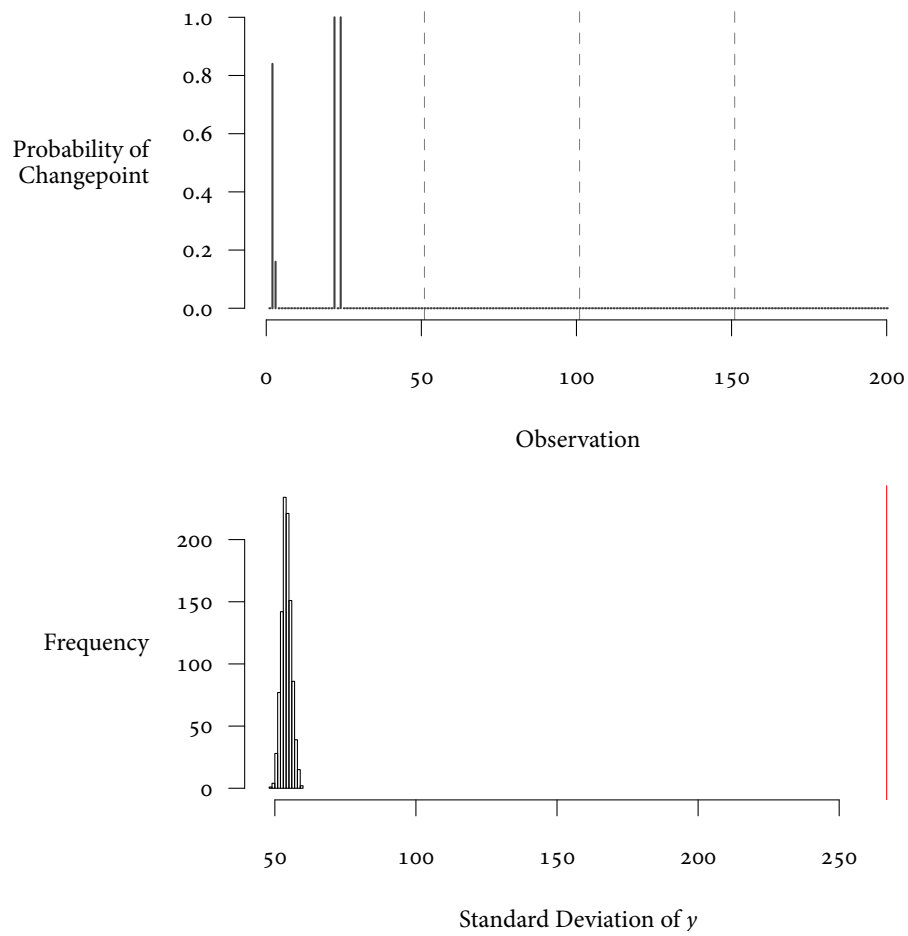 1.0
0.8
0.6
0.4
0.2
0.0
Probability of
Changepoint
0 50 100 150 200
Observation
200
150
100
50
0
Frequency
50 100 150 200 250
Standard Deviation of y